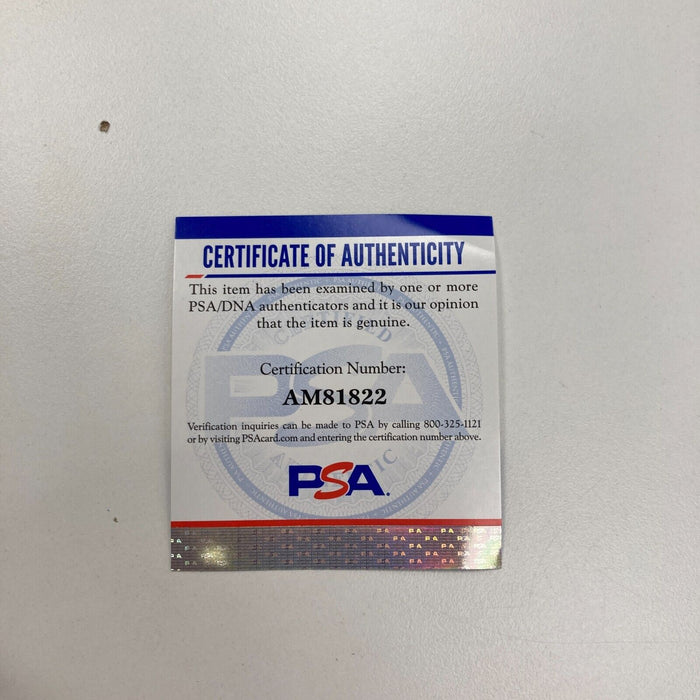 CERTIFICATE OF AUTHENTICITY
This item has been examined by one or more
PSA/DNA authenticators and it is our opinion
that the item is genuine.
Certification Number:
AM81822
Verification inquiries can be made to PSA by calling 800-325-1121
or by visiting PSAcard.com and entering the certification number above.
PSA